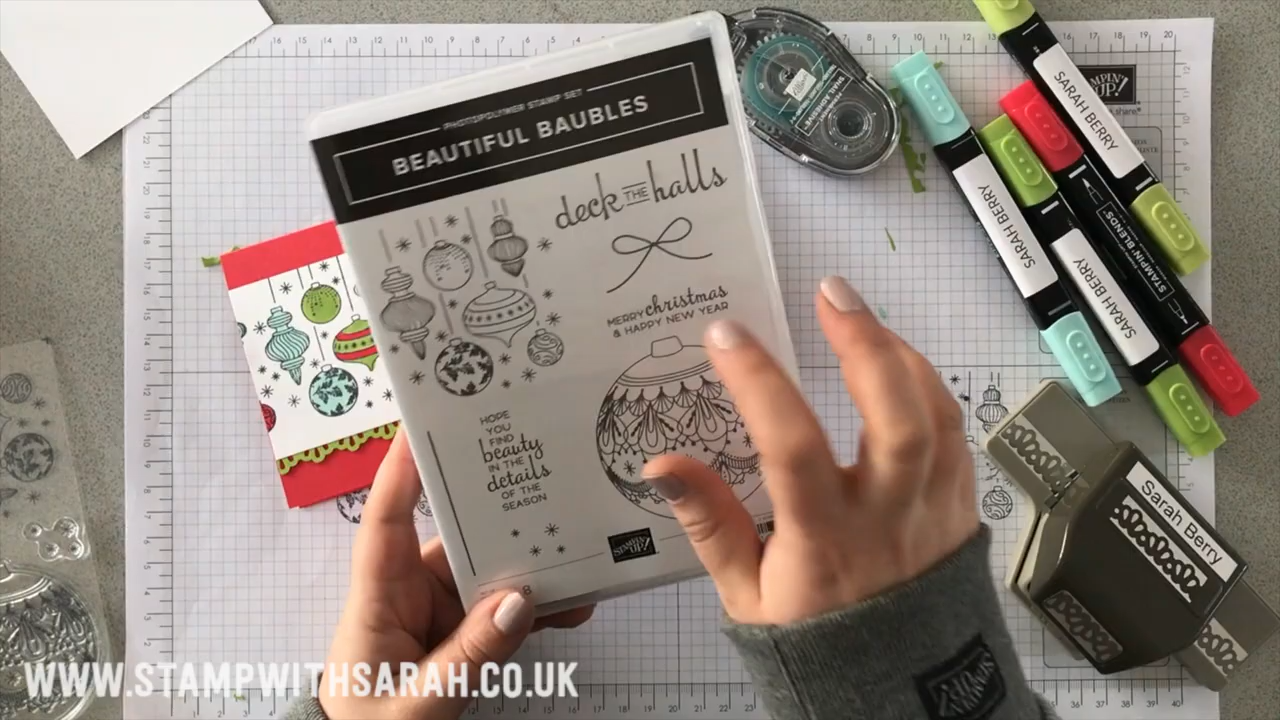 PHOTOPOLYMER STAMP SET
BEAUTIFUL BAUBLES
deck THE halls
MERRY christmas
& HAPPY NEW YEAR
HOPE
YOU
FIND
beauty
IN THE
details
OF THE
SEASON
STAMPIN' UP!
SARAH BERRY
SARAH BERRY
SARAH BERRY
STAMPIN' BLENDS
Sarah Berry
WWW.STAMPWITHSARAH.CO.UK